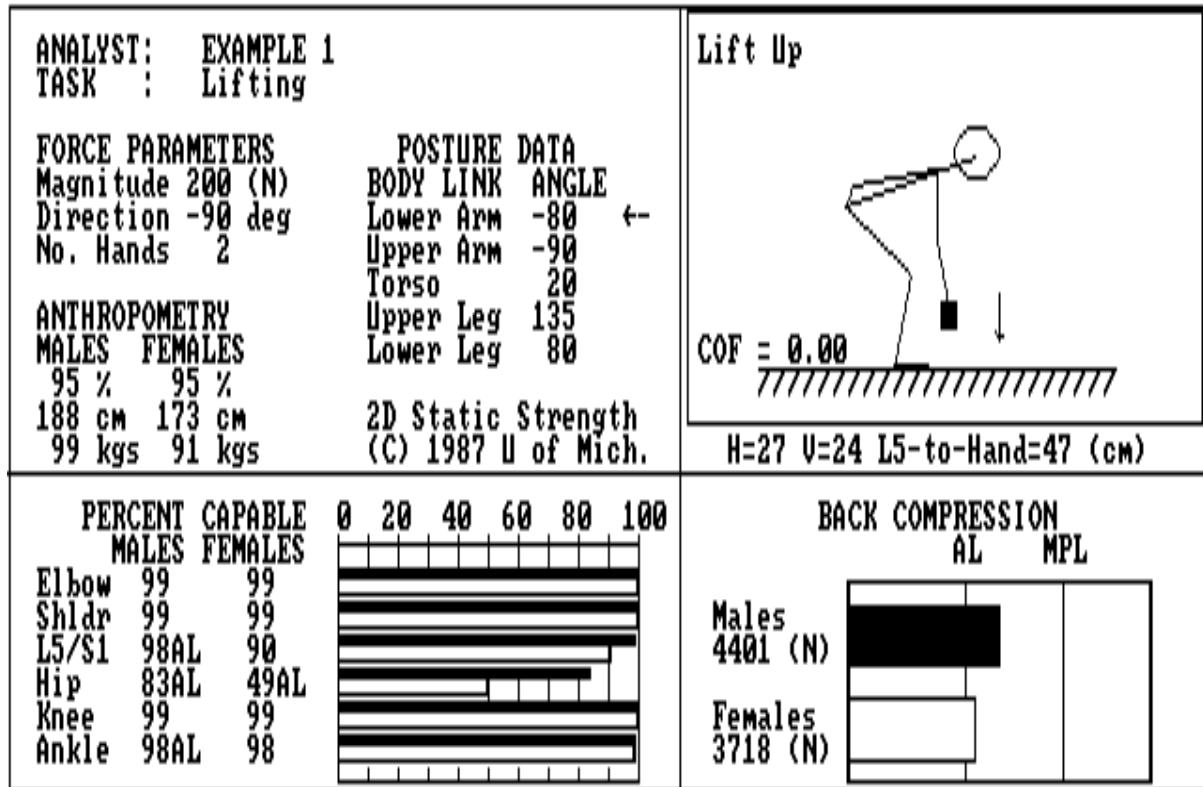 ANALYST: EXAMPLE 1
TASK : Lifting
FORCE PARAMETERS
Magnitude 200 (N)
Direction -90 deg
No. Hands 2
ANTHROPOMETRY
MALES FEMALES
95 % 95 %
188 cm 173 cm
99 kgs 91 kgs
POSTURE DATA
BODY LINK ANGLE
Lower Arm -80 ←-
Upper Arm -90
Torso 20
Upper Leg 135
Lower Leg 80
2D Static Strength
(C) 1987 U of Mich.
Lift Up
COF = 0.00
H=27 V=24 L5-to-Hand=47 (cm)
PERCENT CAPABLE 0 20 40 60 80 100
MALES FEMALES
Elbow 99 99
Shldr 99 99
L5/S1 98AL 90
Hip 83AL 49AL
Knee 99 99
Ankle 98AL 98
BACK COMPRESSION
AL MPL
Males
4401 (N)
Females
3718 (N)